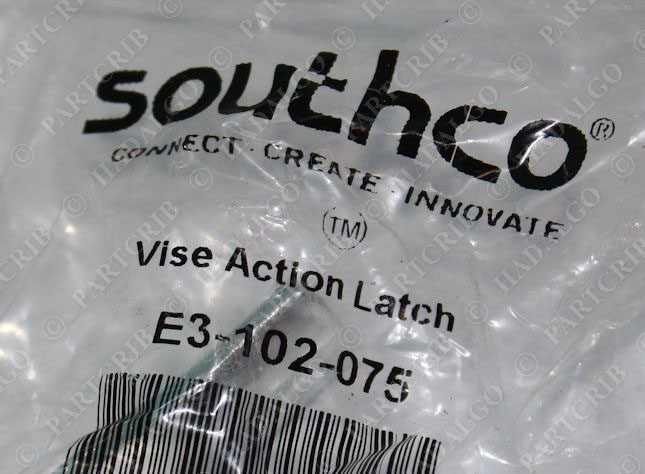 southco®
CONNECT · CREATE · INNOVATE
(TM)
Vise Action Latch
E3-102-075